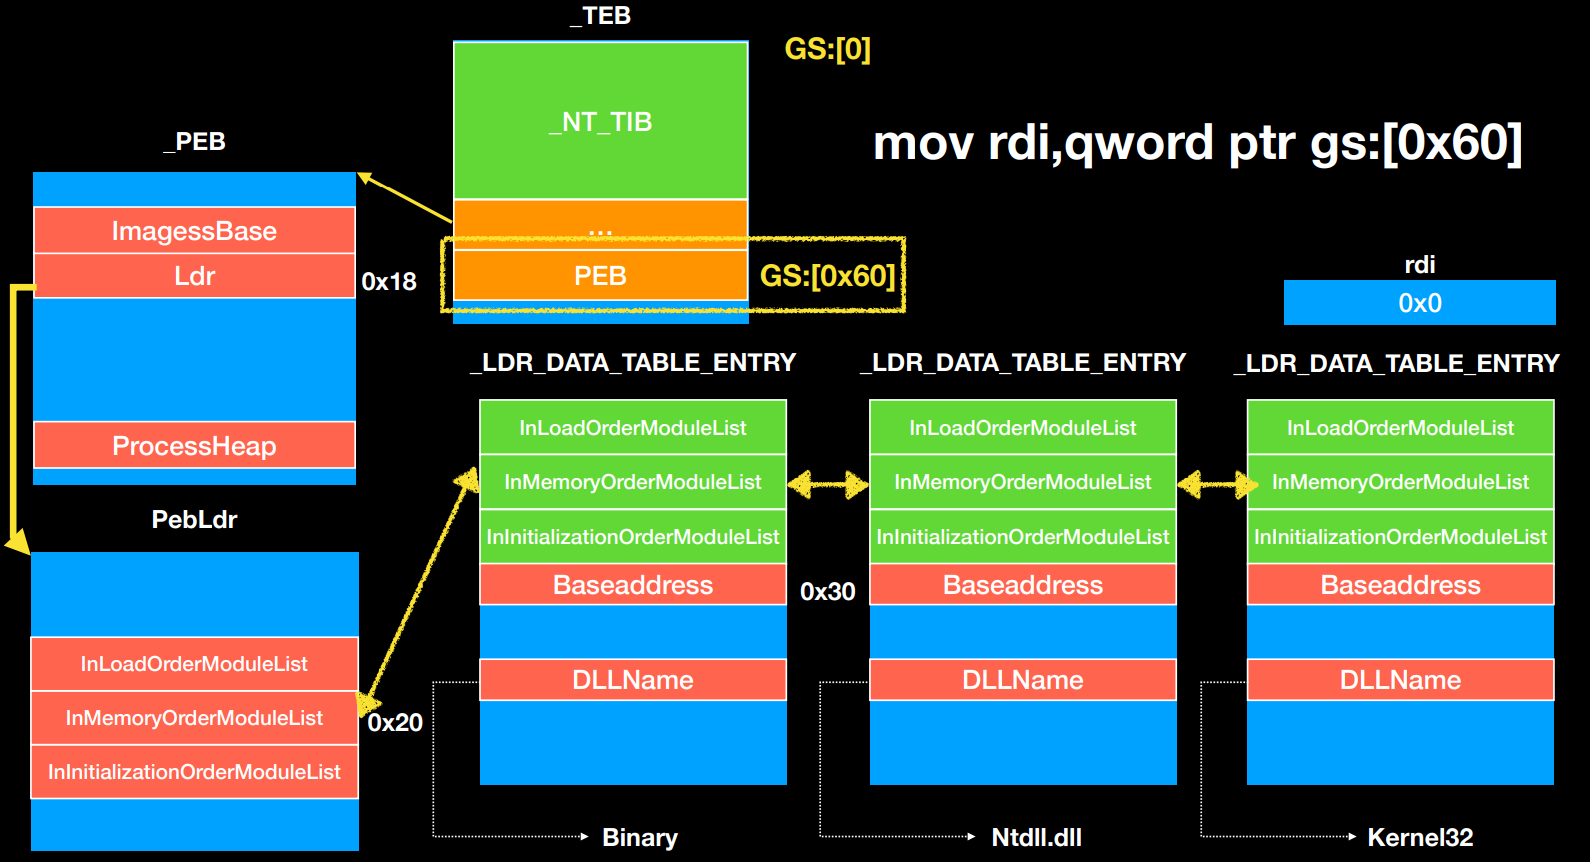 _TEB
GS:[0]
_NT_TIB
mov rdi,qword ptr gs:[0x60]
_PEB
ImagessBase
Ldr
0x18
...
PEB
GS:[0x60]
rdi
0x0
ProcessHeap
PebLdr
InLoadOrderModuleList
InMemoryOrderModuleList
0x20
InInitializationOrderModuleList
_LDR_DATA_TABLE_ENTRY
InLoadOrderModuleList
InMemoryOrderModuleList
InInitializationOrderModuleList
Baseaddress
0x30
DLLName
Binary
_LDR_DATA_TABLE_ENTRY
InLoadOrderModuleList
InMemoryOrderModuleList
InInitializationOrderModuleList
Baseaddress
DLLName
Ntdll.dll
_LDR_DATA_TABLE_ENTRY
InLoadOrderModuleList
InMemoryOrderModuleList
InInitializationOrderModuleList
Baseaddress
DLLName
Kernel32